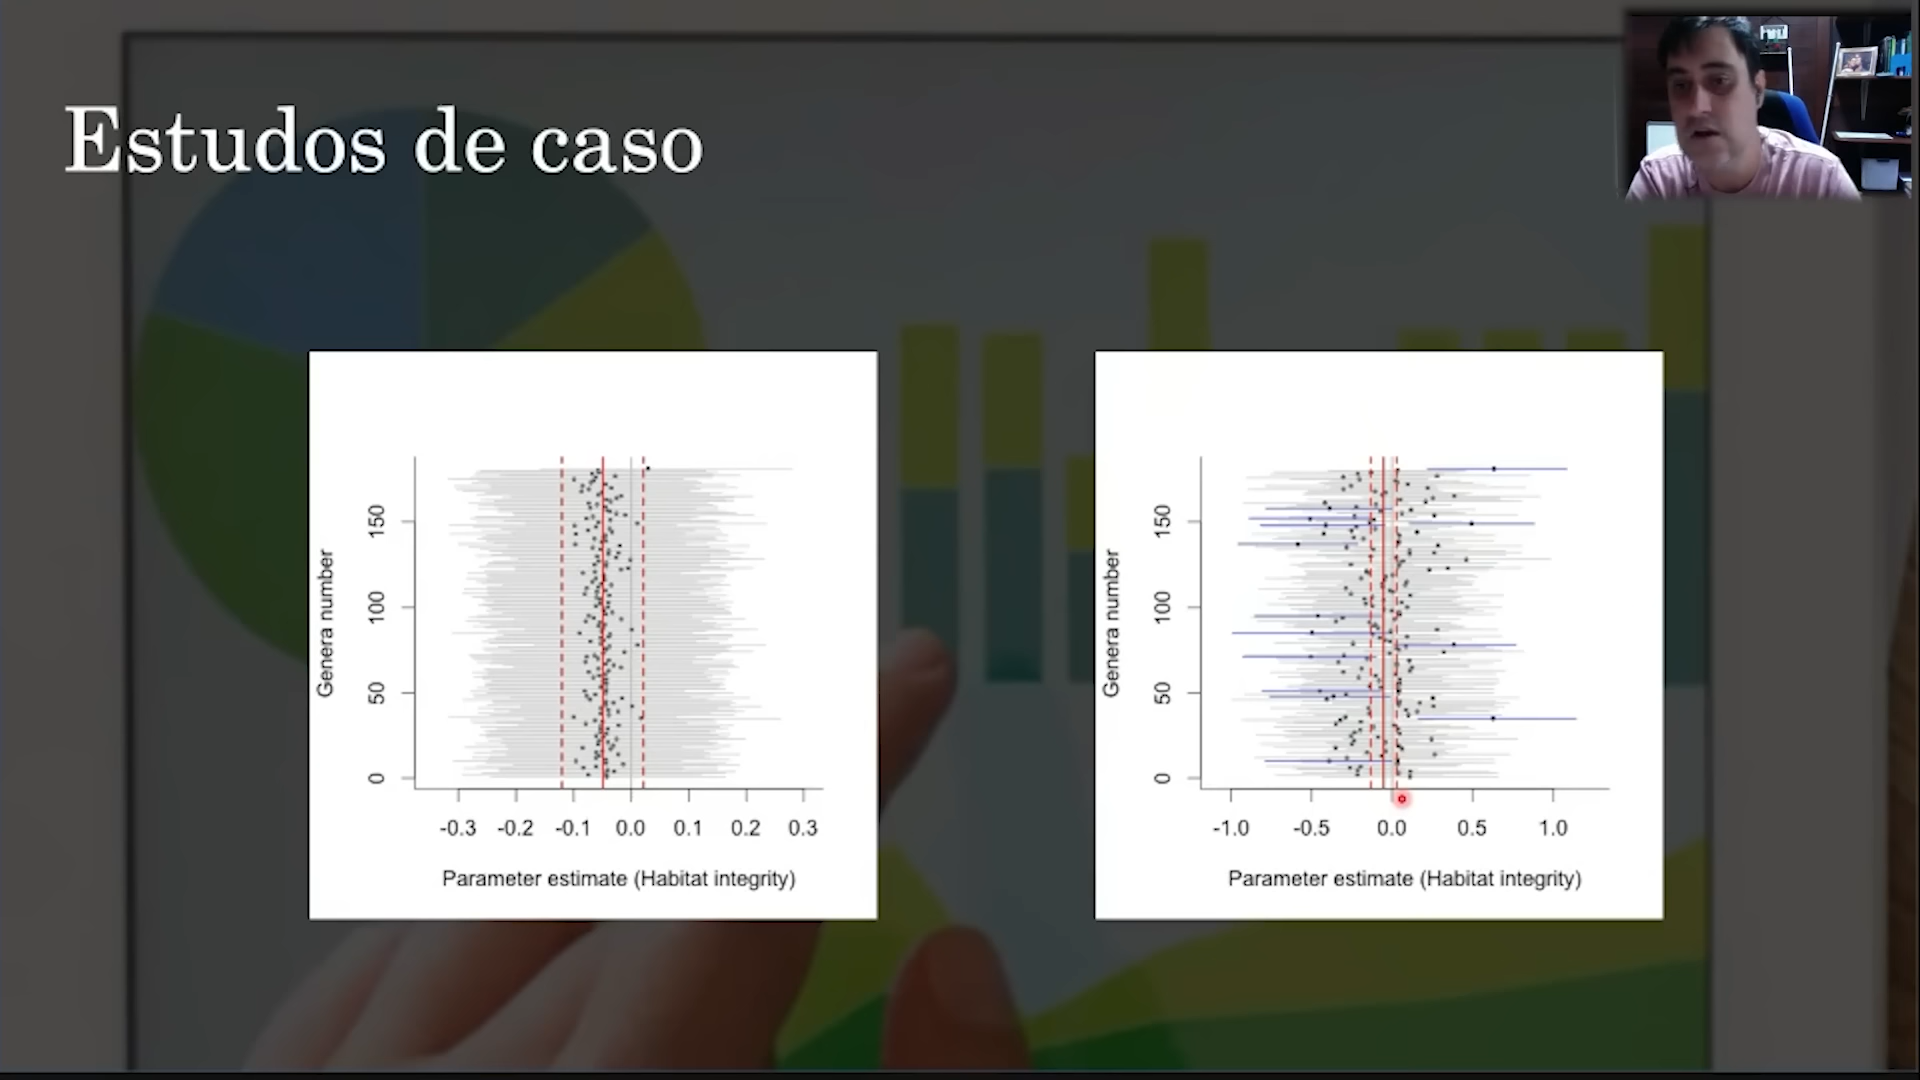 Estudos de caso
Genera number
150
100
50
0
-0.3 -0.2 -0.1 0.0 0.1 0.2 0.3
Parameter estimate (Habitat integrity)
Genera number
150
100
50
0
-1.0 -0.5 0.0 0.5 1.0
Parameter estimate (Habitat integrity)